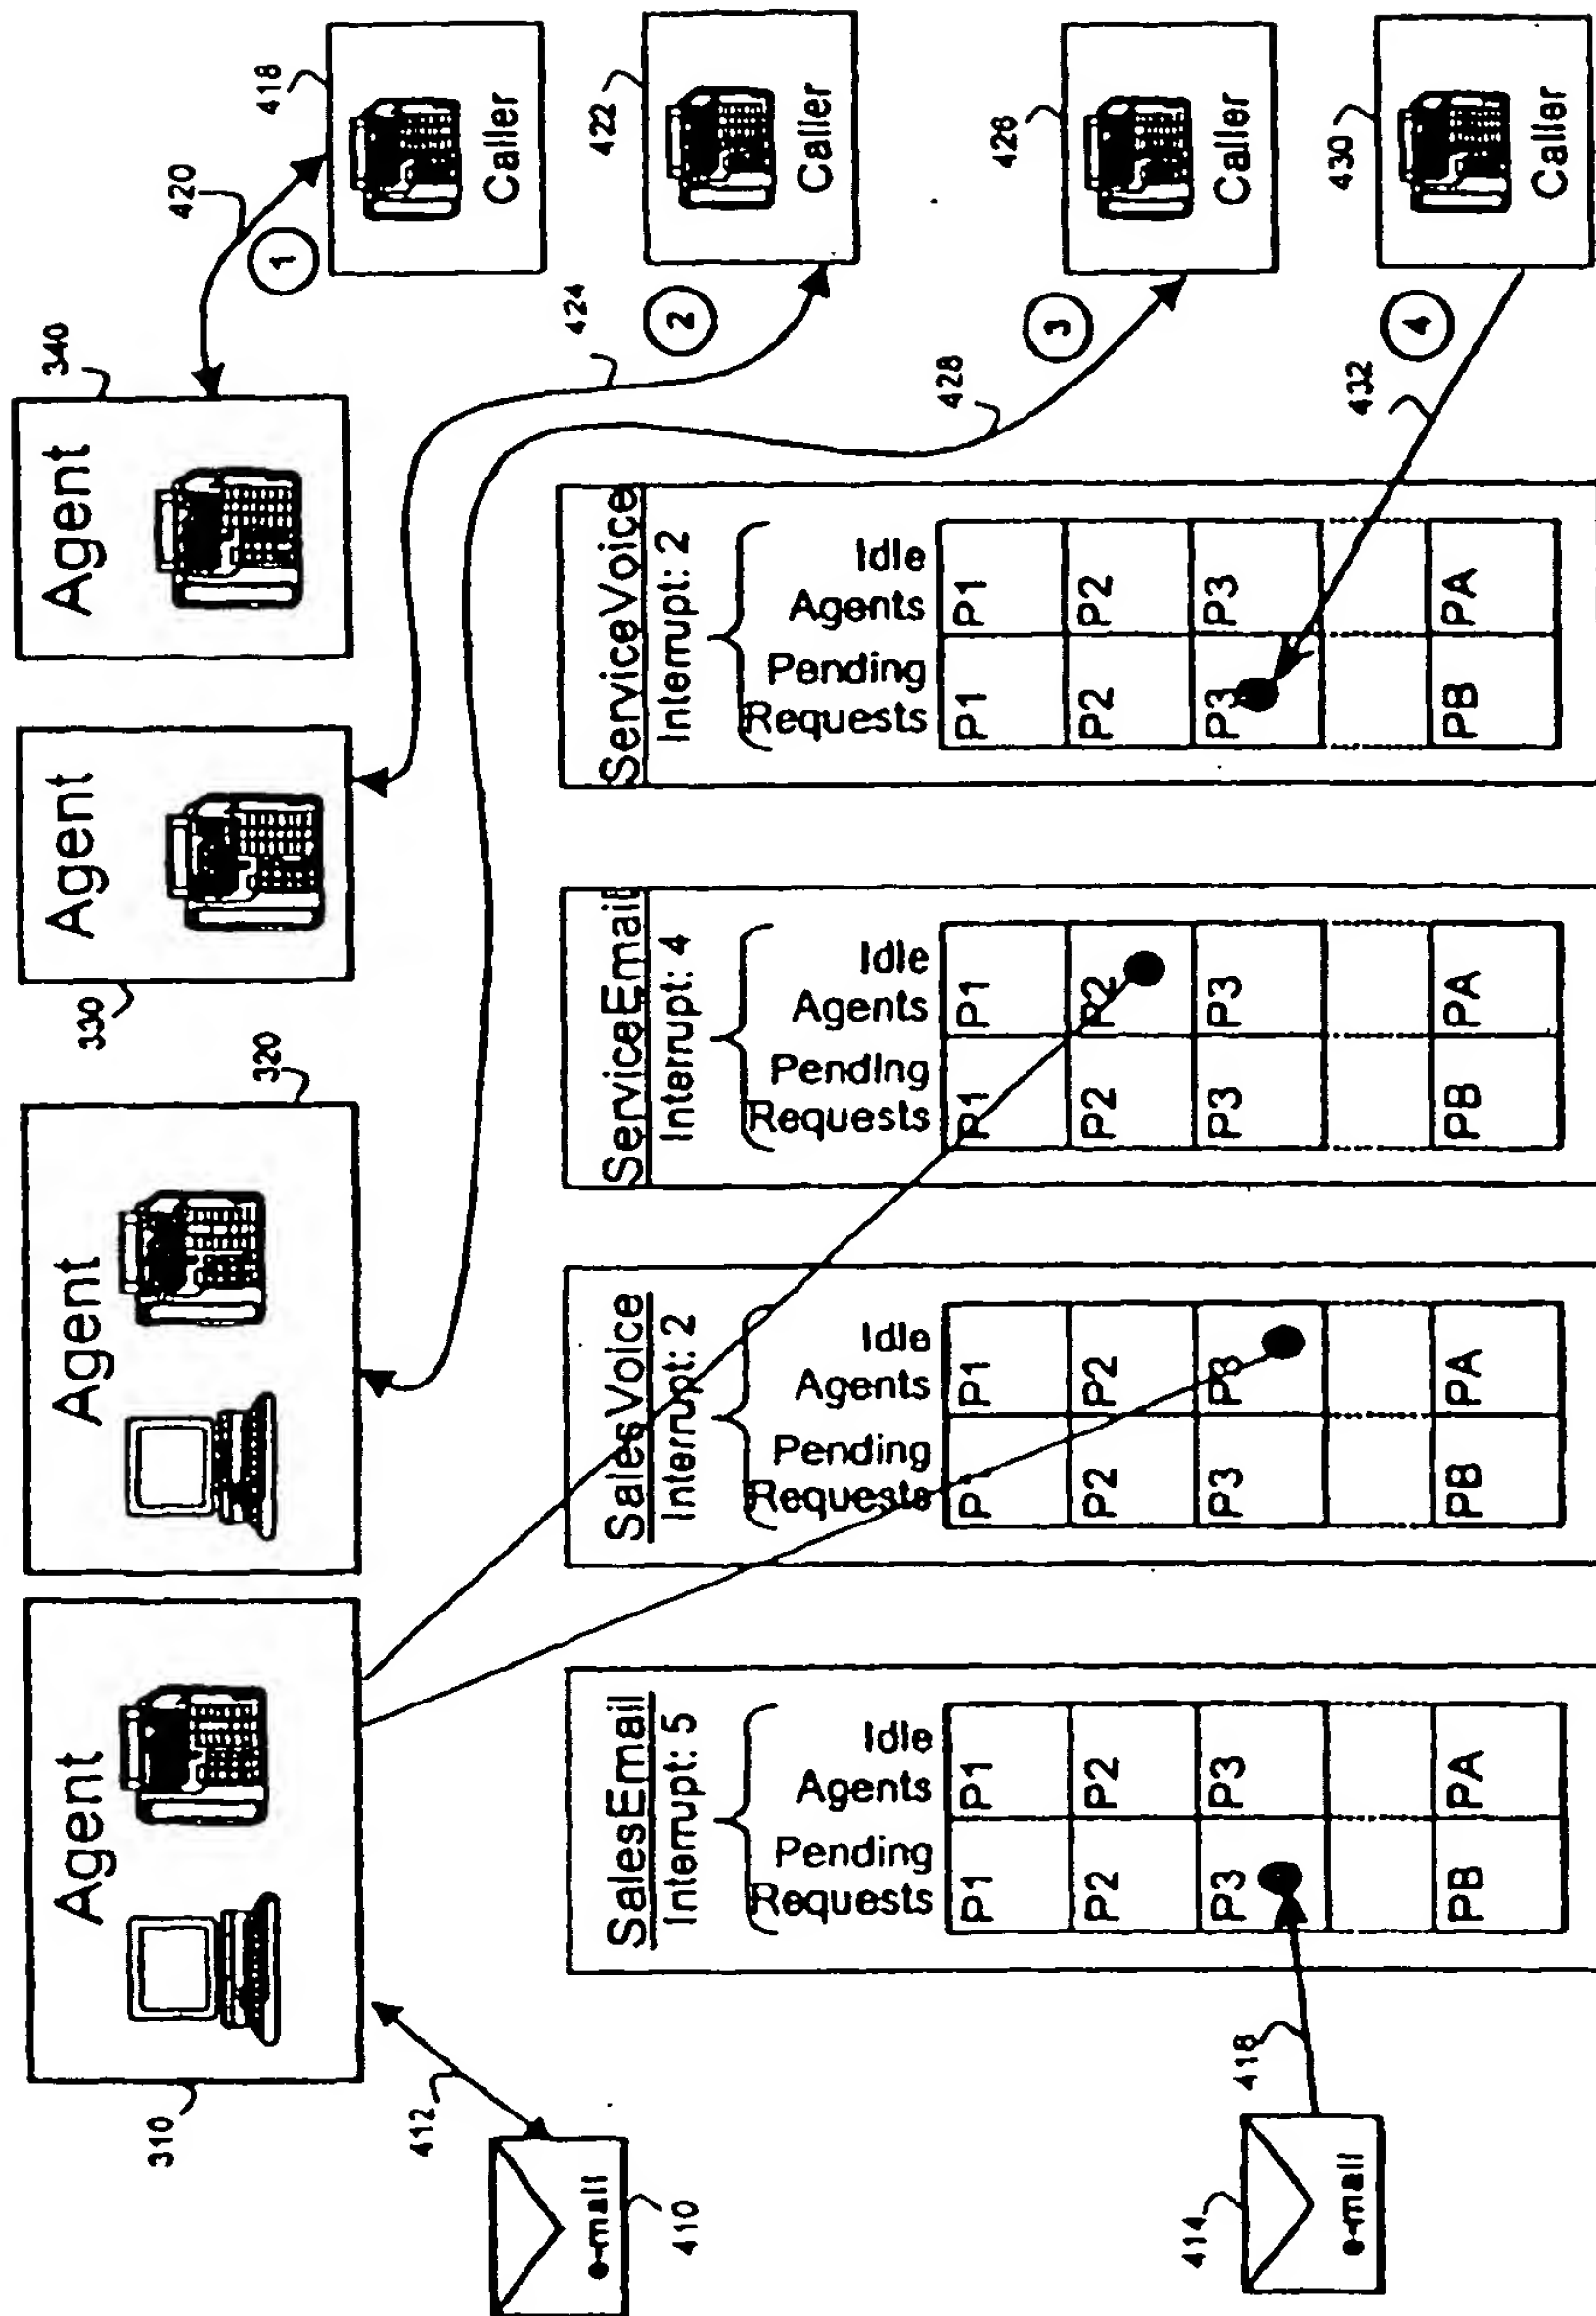 310
Agent
320
Agent
330
Agent
340
Agent
412
e-mail
410
420
1
418
Caller
424
2
422
Caller
428
3
426
Caller
432
4
430
Caller
414
e-mail
416
SalesEmail
Interrupt: 5
Pending Requests
Idle Agents
P1 P1
P2 P2
P3 P3
PB PA
SalesVoice
Interrupt: 2
Pending Requests
Idle Agents
P P1
P2 P2
P3 P3
PB PA
ServiceEmail
Interrupt: 4
Pending Requests
Idle Agents
P1 P1
P2 P2
P3 P3
PB PA
ServiceVoice
Interrupt: 2
Pending Requests
Idle Agents
P1 P1
P2 P2
P3 P3
PB PA